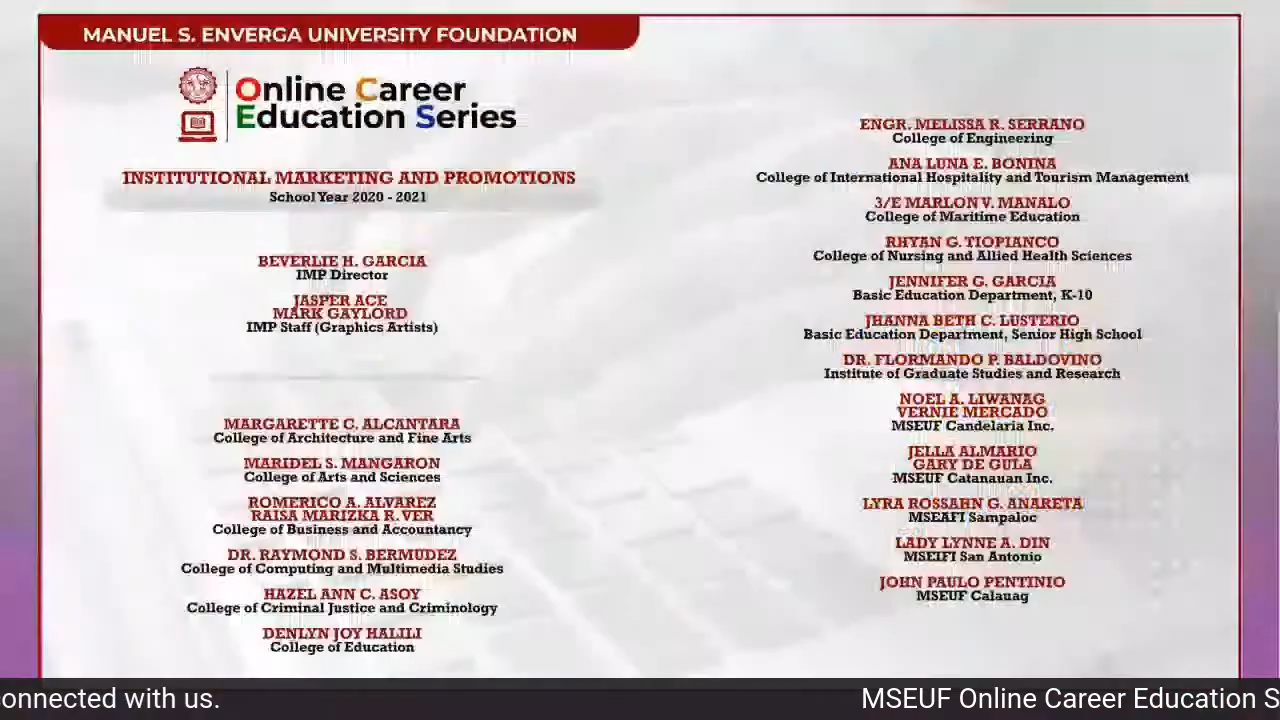 MANUEL S. ENVERGA UNIVERSITY FOUNDATION
Online Career
Education Series
INSTITUTIONAL MARKETING AND PROMOTIONS
School Year 2020 - 2021
BEVERLIE H. GARCIA
IMP Director
JASPER ACE
MARK GAYLORD
IMP Staff (Graphics Artists)
MARGARETTE C. ALCANTARA
College of Architecture and Fine Arts
MARIDEL S. MANGARON
College of Arts and Sciences
ROMERICO A. ALVAREZ
RAISA MARIZKA R. VER
College of Business and Accountancy
DR. RAYMOND S. BERMUDEZ
College of Computing and Multimedia Studies
HAZEL ANN C. ASOY
College of Criminal Justice and Criminology
DENLYN JOY HALILI
College of Education
ENGR. MELISSA R. SERRANO
College of Engineering
ANA LUNA E. BONINA
College of International Hospitality and Tourism Management
3/E MARLON V. MANALO
College of Maritime Education
RHYAN G. TIOPIANCO
College of Nursing and Allied Health Sciences
JENNIFER G. GARCIA
Basic Education Department, K-10
JHANNA BETH C. LUSTERIO
Basic Education Department, Senior High School
DR. FLORMANDO P. BALDOVINO
Institute of Graduate Studies and Research
NOEL A. LIWANAG
VERNIE MERCADO
MSEUF Candelaria Inc.
JELLA ALMARIO
GARY DE GULA
MSEUF Catanauan Inc.
LYRA ROSSAHN G. ANARETA
MSEAFI Sampaloc
LADY LYNNE A. DIN
MSEIFI San Antonio
JOHN PAULO PENTINIO
MSEUF Calauag
onnected with us. MSEUF Online Career Education S